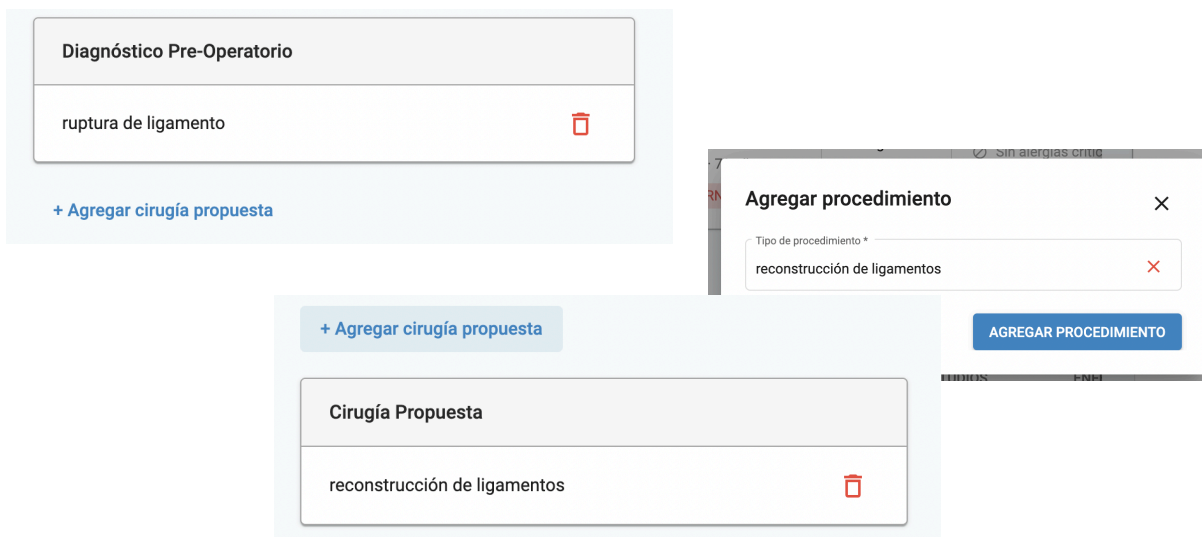 Diagnóstico Pre-Operatorio
ruptura de ligamento
+ Agregar cirugía propuesta
Sin alergias crític
Agregar procedimiento
Tipo de procedimiento *
reconstrucción de ligamentos
AGREGAR PROCEDIMIENTO
+ Agregar cirugía propuesta
Cirugía Propuesta
reconstrucción de ligamentos